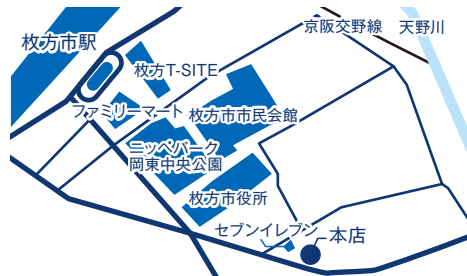 京阪交野線
天野川
枚方市駅
枚方T-SITE
ファミリーマート
枚方市市民会館
ニッペパーク
岡東中央公園
枚方市役所
セブンイレブン
本店